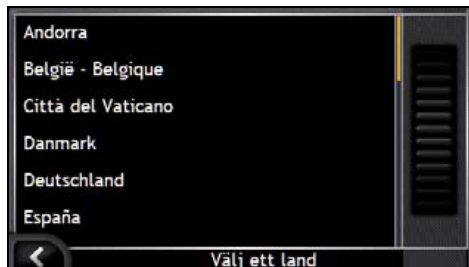 Andorra
België - Belgique
Città del Vaticano
Danmark
Deutschland
España
Välj ett land